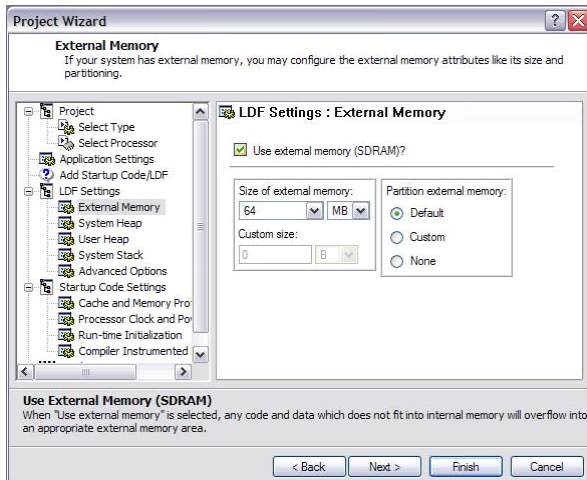 Project Wizard
External Memory
If your system has external memory, you may configure the external memory attributes like its size and
partitioning.
Project
Select Type
Select Processor
Application Settings
Add Startup Code/LDF
LDF Settings
External Memory
System Heap
User Heap
System Stack
Advanced Options
Startup Code Settings
Cache and Memory Pro
Processor Clock and Po
Run-time Initialization
Compiler Instrumented
LDF Settings : External Memory
Use external memory (SDRAM)?
Size of external memory:
64 MB
Custom size:
0 B
Partition external memory:
Default
Custom
None
Use External Memory (SDRAM)
When "Use external memory" is selected, any code and data which does not fit into internal memory will overflow into
an appropriate external memory area.
< Back Next > Finish Cancel